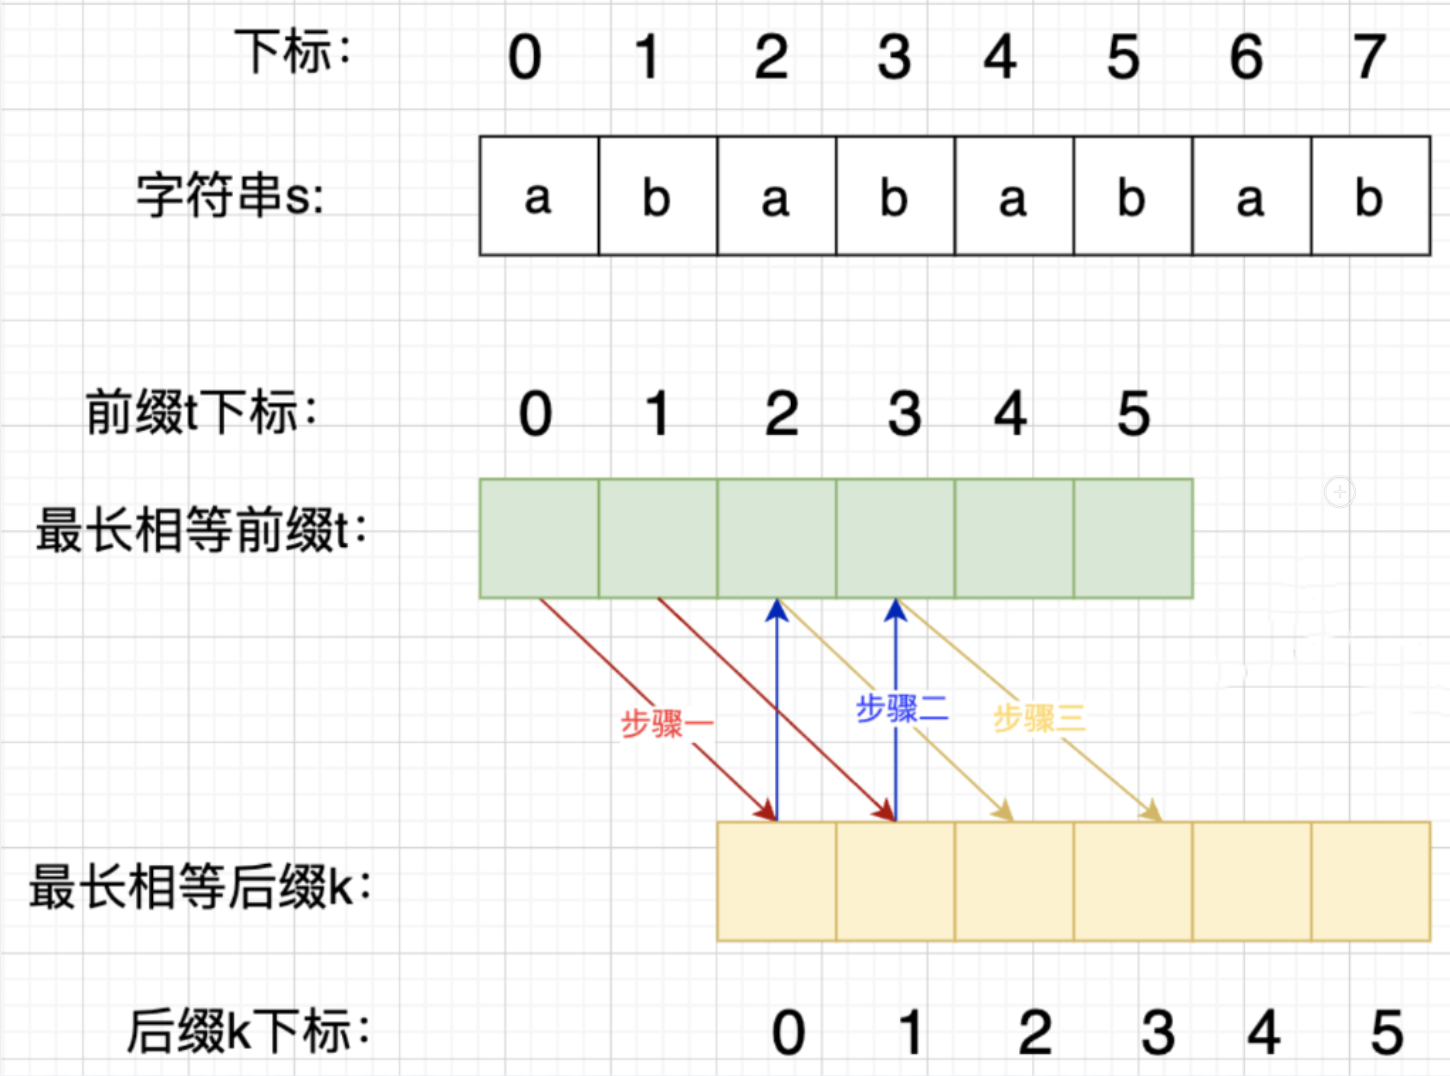 下标： 0 1 2 3 4 5 6 7
字符串s: a b a b a b a b
前缀t下标： 0 1 2 3 4 5
最长相等前缀t：
步骤一 步骤二 步骤三
最长相等后缀k：
后缀k下标： 0 1 2 3 4 5